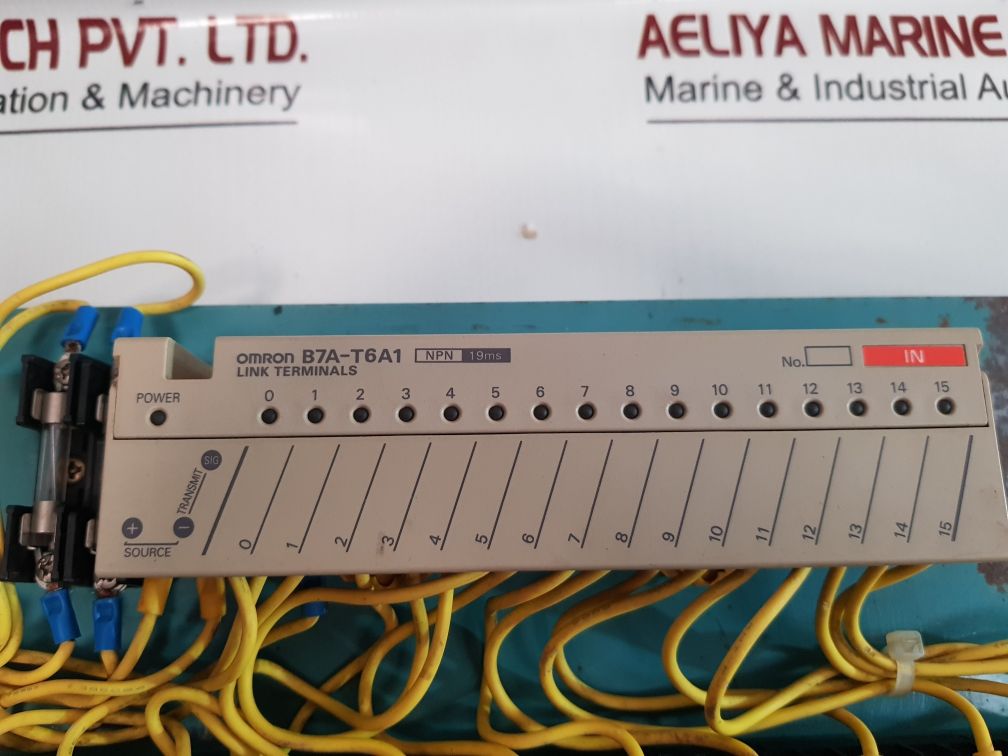 CH PVT. LTD.
ation & Machinery
AELIYA MARINE
Marine & Industrial Au
omron B7A-T6A1 NPN 19ms
LINK TERMINALS
No. IN
POWER 0 1 2 3 4 5 6 7 8 9 10 11 12 13 14 15
SIG
TRANSMIT
+ −
SOURCE
0 1 2 3 4 5 6 7 8 9 10 11 12 13 14 15